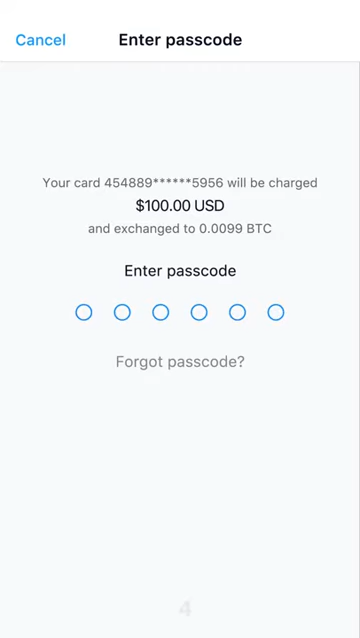 Cancel Enter passcode
Your card 454889******5956 will be charged
$100.00 USD
and exchanged to 0.0099 BTC
Enter passcode
Forgot passcode?
4